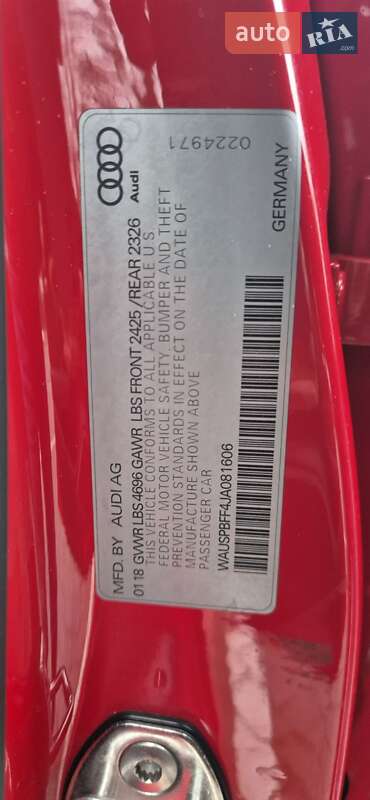 auto RIA.com
MFD. BY AUDI AG
Audi
0118 GVWR LBS 4696 GAWR LBS FRONT 2425 /REAR 2326
THIS VEHICLE CONFORMS TO ALL APPLICABLE U.S.
FEDERAL MOTOR VEHICLE SAFETY, BUMPER AND THEFT
PREVENTION STANDARDS IN EFFECT ON THE DATE OF
MANUFACTURE SHOWN ABOVE
PASSENGER CAR
0224971
WAUSPBFF4JA081606
GERMANY